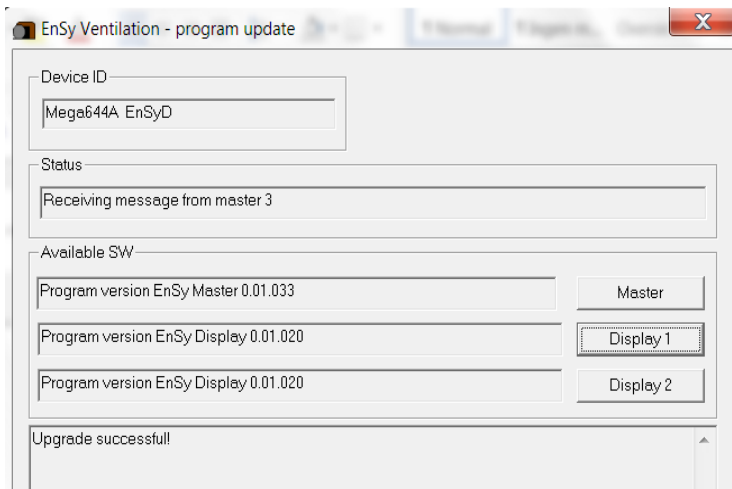 EnSy Ventilation - program update
Device ID
Mega644A EnSyD
Status
Receiving message from master 3
Available SW
Program version EnSy Master 0.01.033
Master
Program version EnSy Display 0.01.020
Display 1
Program version EnSy Display 0.01.020
Display 2
Upgrade successful!